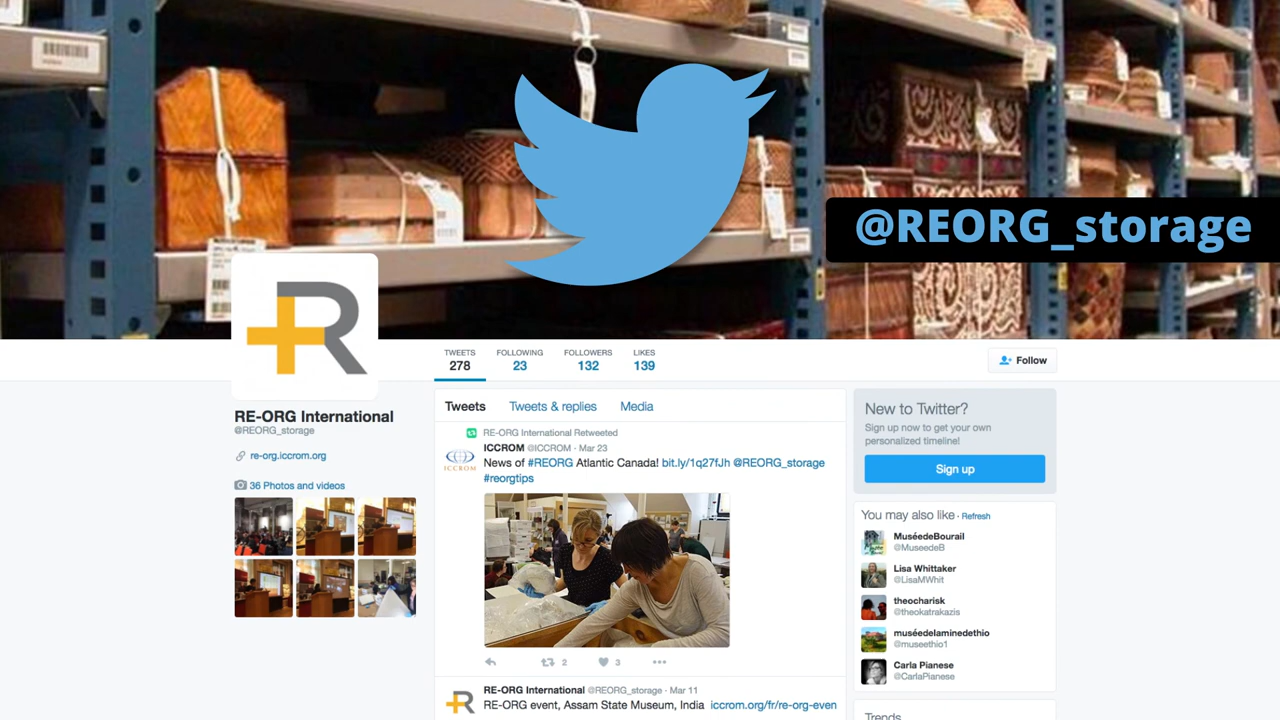 @REORG_storage
TWEETS
278
FOLLOWING
23
FOLLOWERS
132
LIKES
139
Follow
RE-ORG International
@REORG_storage
re-org.iccrom.org
36 Photos and videos
Tweets
Tweets & replies
Media
RE-ORG International Retweeted
ICCROM @ICCROM · Mar 23
News of #REORG Atlantic Canada! bit.ly/1q27fJh @REORG_storage
#reorgtips
ICCROM
2
3
RE-ORG International @REORG_storage · Mar 11
RE-ORG event, Assam State Museum, India iccrom.org/fr/re-org-even
New to Twitter?
Sign up now to get your own
personalized timeline!
Sign up
You may also like · Refresh
MuséedeBourail
@MuseedeB
Lisa Whittaker
@LisaMWhit
theocharisk
@theokatrakazis
muséedelaminedethio
@museethio1
Carla Pianese
@CarlaPianese
Trends